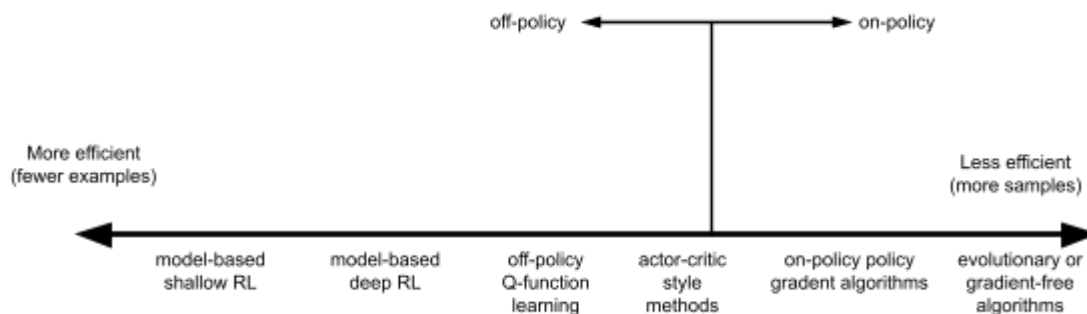 off-policy
on-policy
More efficient
(fewer examples)
Less efficient
(more samples)
model-based
shallow RL
model-based
deep RL
off-policy
Q-function
learning
actor-critic
style
methods
on-policy policy
gradent algorithms
evolutionary or
gradient-free
algorithms